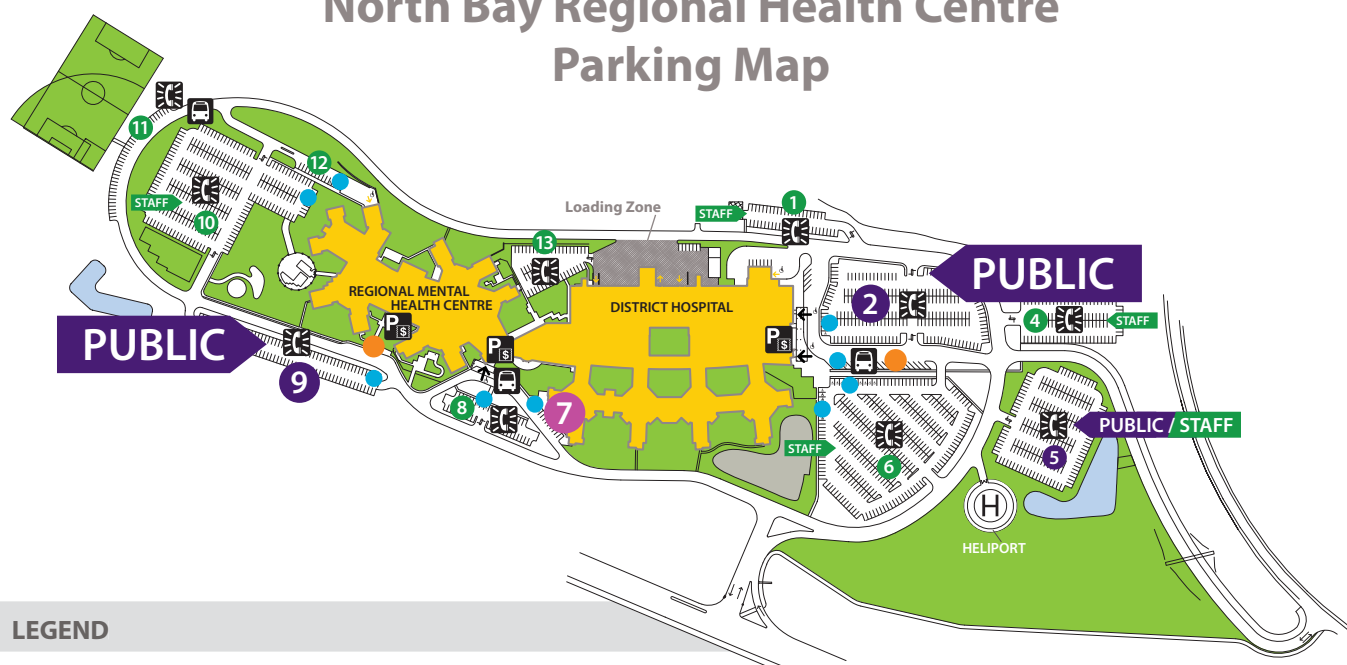 North Bay Regional Health Centre
Parking Map
11
12
STAFF
10
Loading Zone
13
STAFF
1
REGIONAL MENTAL
HEALTH CENTRE
DISTRICT HOSPITAL
PUBLIC
2
4
STAFF
PUBLIC
9
P
$
P
$
P
$
8
7
STAFF
6
PUBLIC / STAFF
5
H
HELIPORT
LEGEND